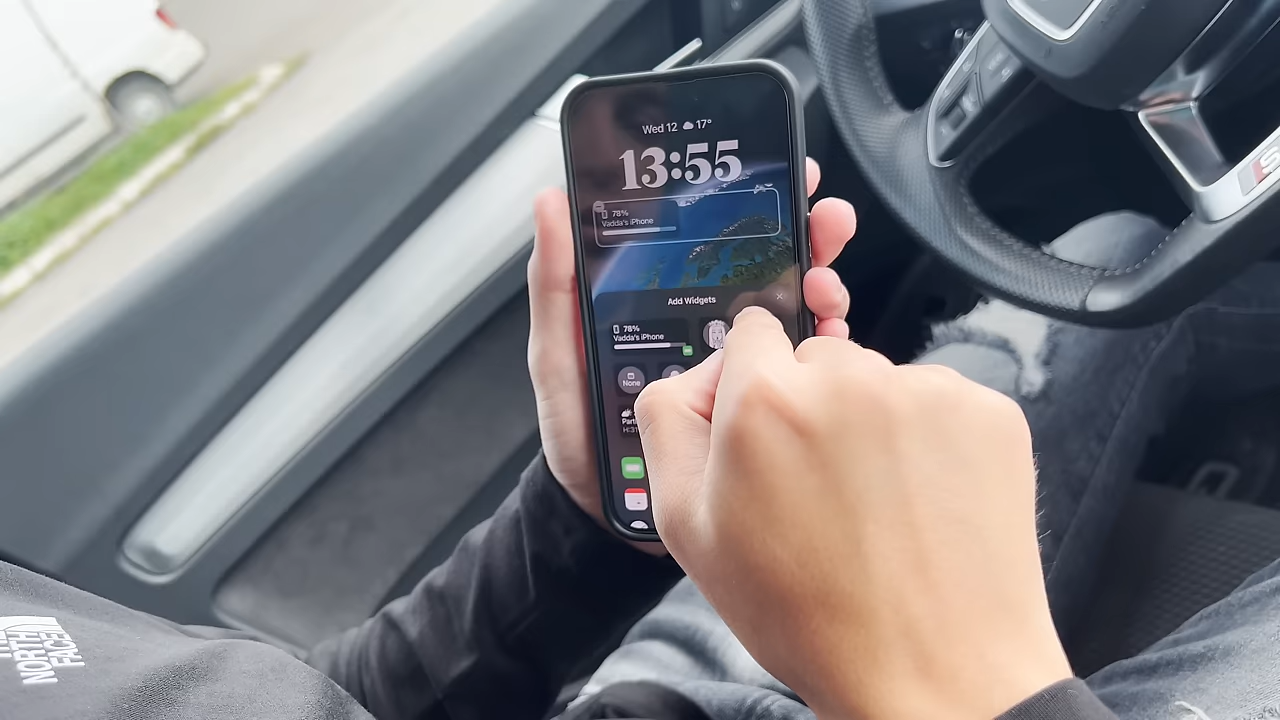 Wed 12 17°
13:55
78%
Vadda's iPhone
Add Widgets
78%
Vadda's iPhone
None
THE
NORTH
FACE
S